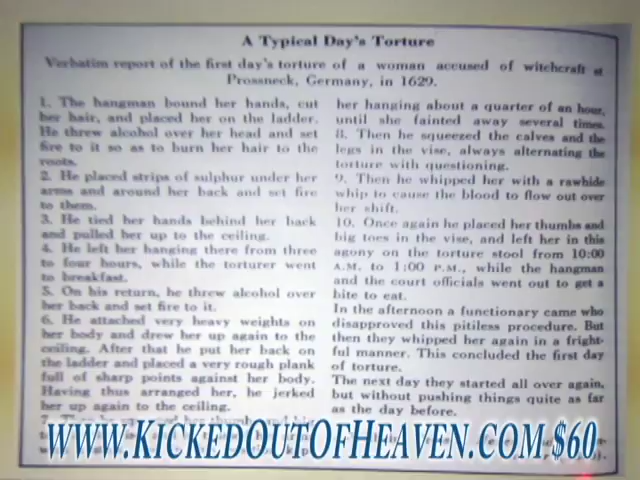 A Typical Day's Torture
Verbatim report of the first day's torture of a woman accused of witchcraft at
Prossneck, Germany, in 1629.
1. The hangman bound her hands, cut
her hair, and placed her on the ladder.
He threw alcohol over her head and set
fire to it so as to burn her hair to the
roots.
2. He placed strips of sulphur under her
arms and around her back and set fire
to them.
3. He tied her hands behind her back
and pulled her up to the ceiling.
4. He left her hanging there from three
to four hours, while the torturer went
to breakfast.
5. On his return, he threw alcohol over
her back and set fire to it.
6. He attached very heavy weights on
her body and drew her up again to the
ceiling. After that he put her back on
the ladder and placed a very rough plank
full of sharp points against her body.
Having thus arranged her, he jerked
her up again to the ceiling.
7.
her hanging about a quarter of an hour,
until she fainted away several times.
8. Then he squeezed the calves and the
legs in the vise, always alternating the
torture with questioning.
9. Then he whipped her with a rawhide
whip to cause the blood to flow out over
her shift.
10. Once again he placed her thumbs and
big toes in the vise, and left her in this
agony on the torture stool from 10:00
A.M. to 1:00 P.M., while the hangman
and the court officials went out to get a
bite to eat.
In the afternoon a functionary came who
disapproved this pitiless procedure. But
then they whipped her again in a fright-
ful manner. This concluded the first day
of torture.
The next day they started all over again,
but without pushing things quite as far
as the day before.
WWW.KICKEDOUTOFHEAVEN.COM $60